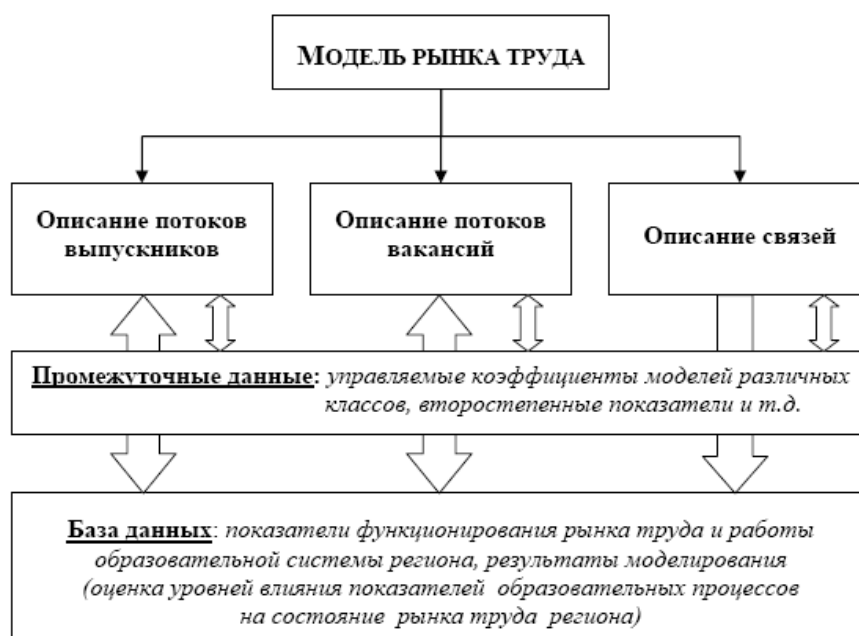 МОДЕЛЬ РЫНКА ТРУДА
Описание потоков
выпускников
Описание потоков
вакансий
Описание связей
Промежуточные данные: управляемые коэффициенты моделей различных
классов, второстепенные показатели и т.д.
База данных: показатели функционирования рынка труда и работы
образовательной системы региона, результаты моделирования
(оценка уровней влияния показателей образовательных процессов
на состояние рынка труда региона)